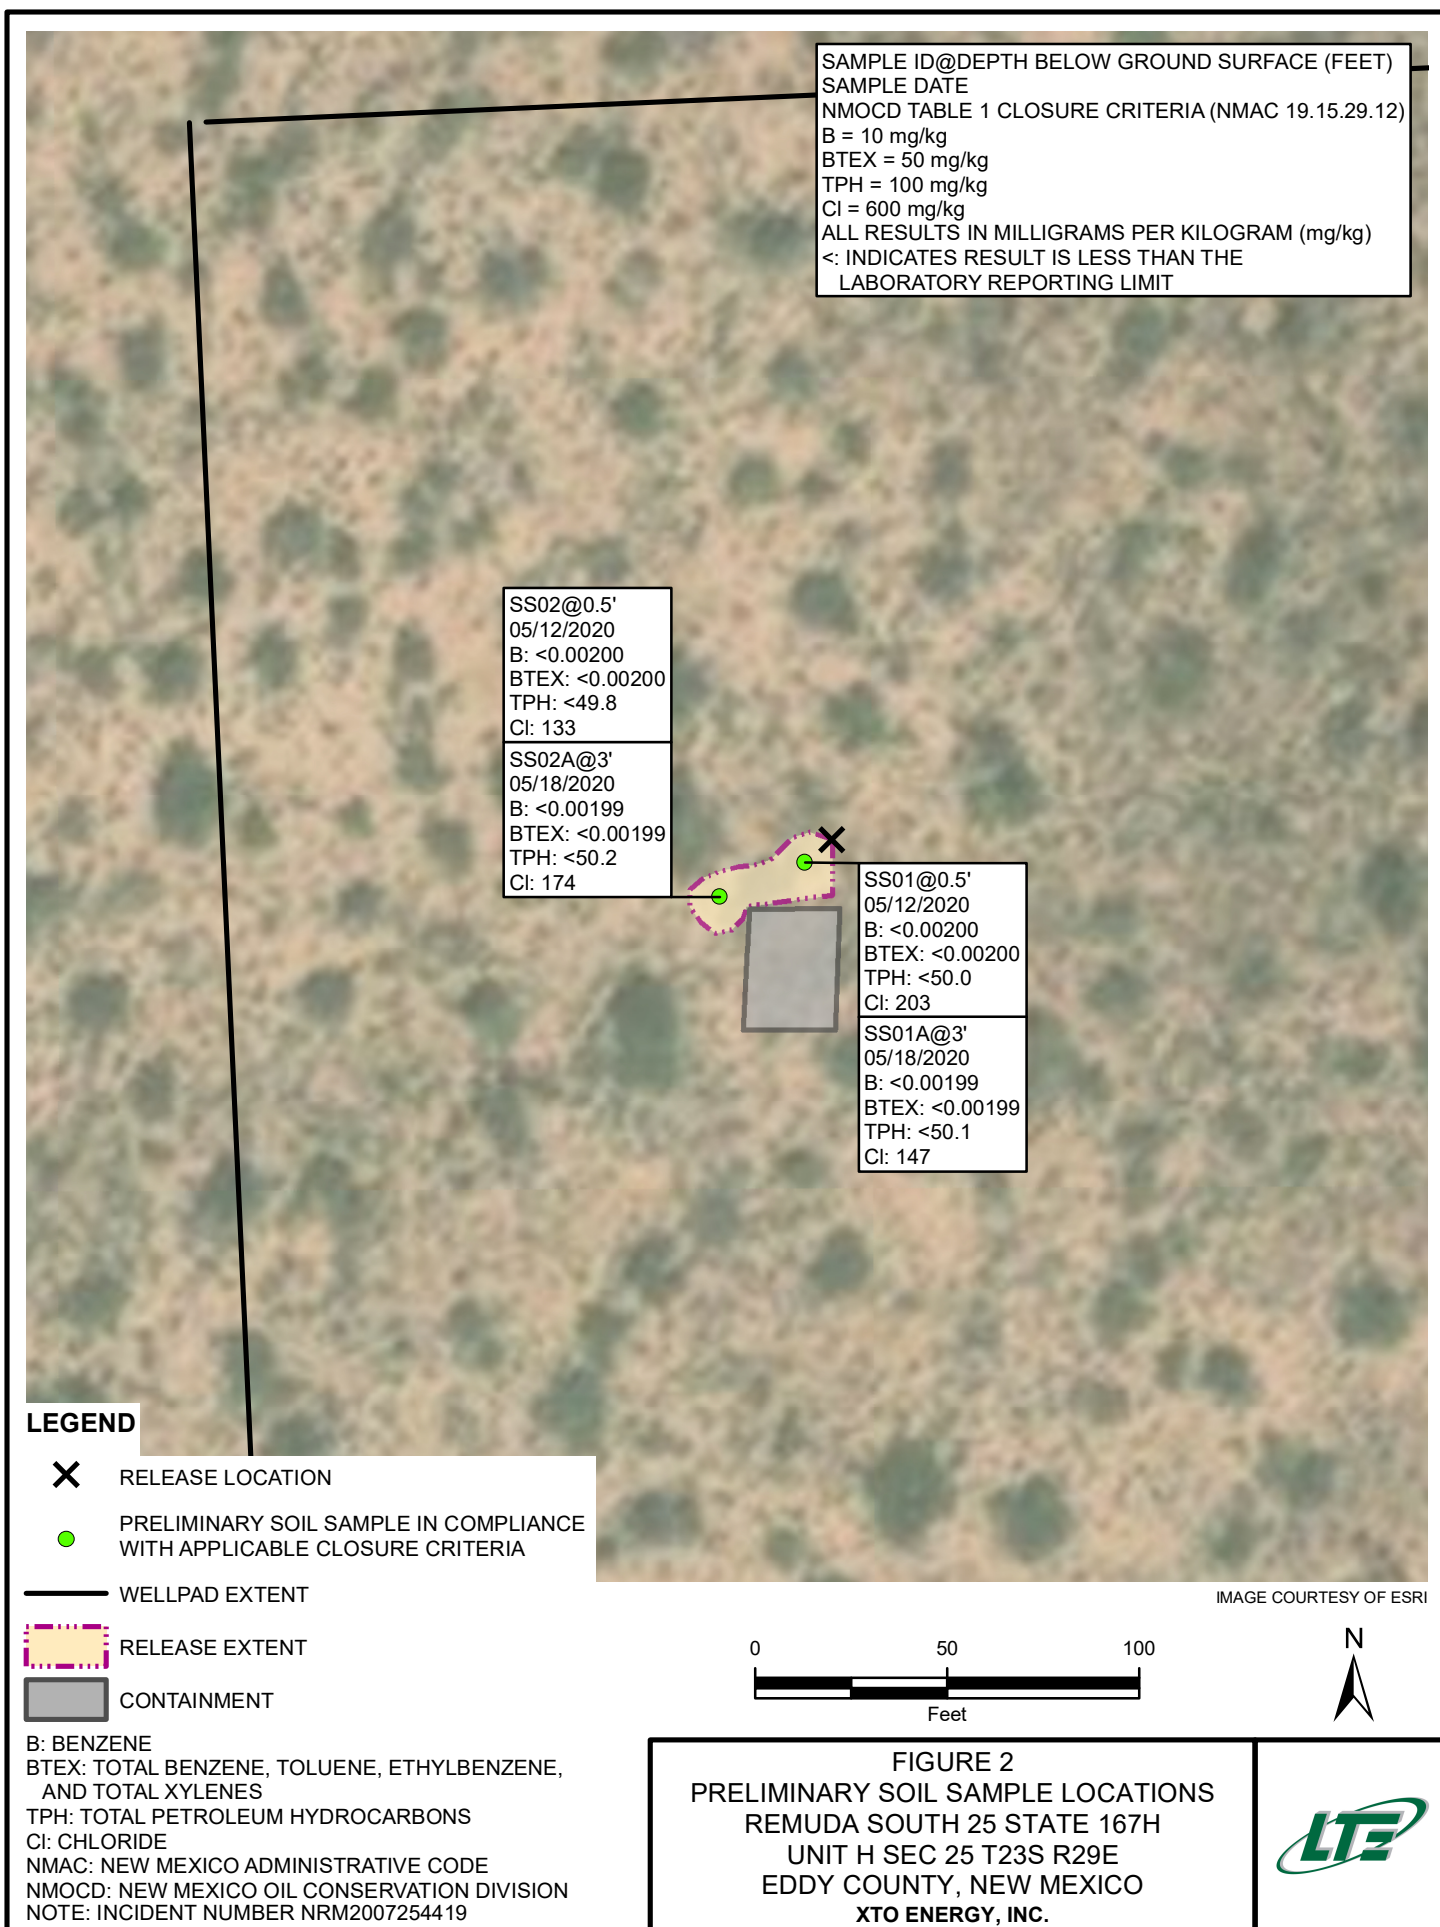 SAMPLE ID@DEPTH BELOW GROUND SURFACE (FEET)
SAMPLE DATE
NMOCD TABLE 1 CLOSURE CRITERIA (NMAC 19.15.29.12)
B = 10 mg/kg
BTEX = 50 mg/kg
TPH = 100 mg/kg
Cl = 600 mg/kg
ALL RESULTS IN MILLIGRAMS PER KILOGRAM (mg/kg)
<: INDICATES RESULT IS LESS THAN THE
LABORATORY REPORTING LIMIT
SS02@0.5'
05/12/2020
B: <0.00200
BTEX: <0.00200
TPH: <49.8
Cl: 133
SS02A@3'
05/18/2020
B: <0.00199
BTEX: <0.00199
TPH: <50.2
Cl: 174
SS01@0.5'
05/12/2020
B: <0.00200
BTEX: <0.00200
TPH: <50.0
Cl: 203
SS01A@3'
05/18/2020
B: <0.00199
BTEX: <0.00199
TPH: <50.1
Cl: 147
LEGEND
RELEASE LOCATION
PRELIMINARY SOIL SAMPLE IN COMPLIANCE
WITH APPLICABLE CLOSURE CRITERIA
WELLPAD EXTENT
RELEASE EXTENT
CONTAINMENT
B: BENZENE
BTEX: TOTAL BENZENE, TOLUENE, ETHYLBENZENE,
AND TOTAL XYLENES
TPH: TOTAL PETROLEUM HYDROCARBONS
Cl: CHLORIDE
NMAC: NEW MEXICO ADMINISTRATIVE CODE
NMOCD: NEW MEXICO OIL CONSERVATION DIVISION
NOTE: INCIDENT NUMBER NRM2007254419
IMAGE COURTESY OF ESRI
0 50 100
Feet
N
FIGURE 2
PRELIMINARY SOIL SAMPLE LOCATIONS
REMUDA SOUTH 25 STATE 167H
UNIT H SEC 25 T23S R29E
EDDY COUNTY, NEW MEXICO
XTO ENERGY, INC.
LTE